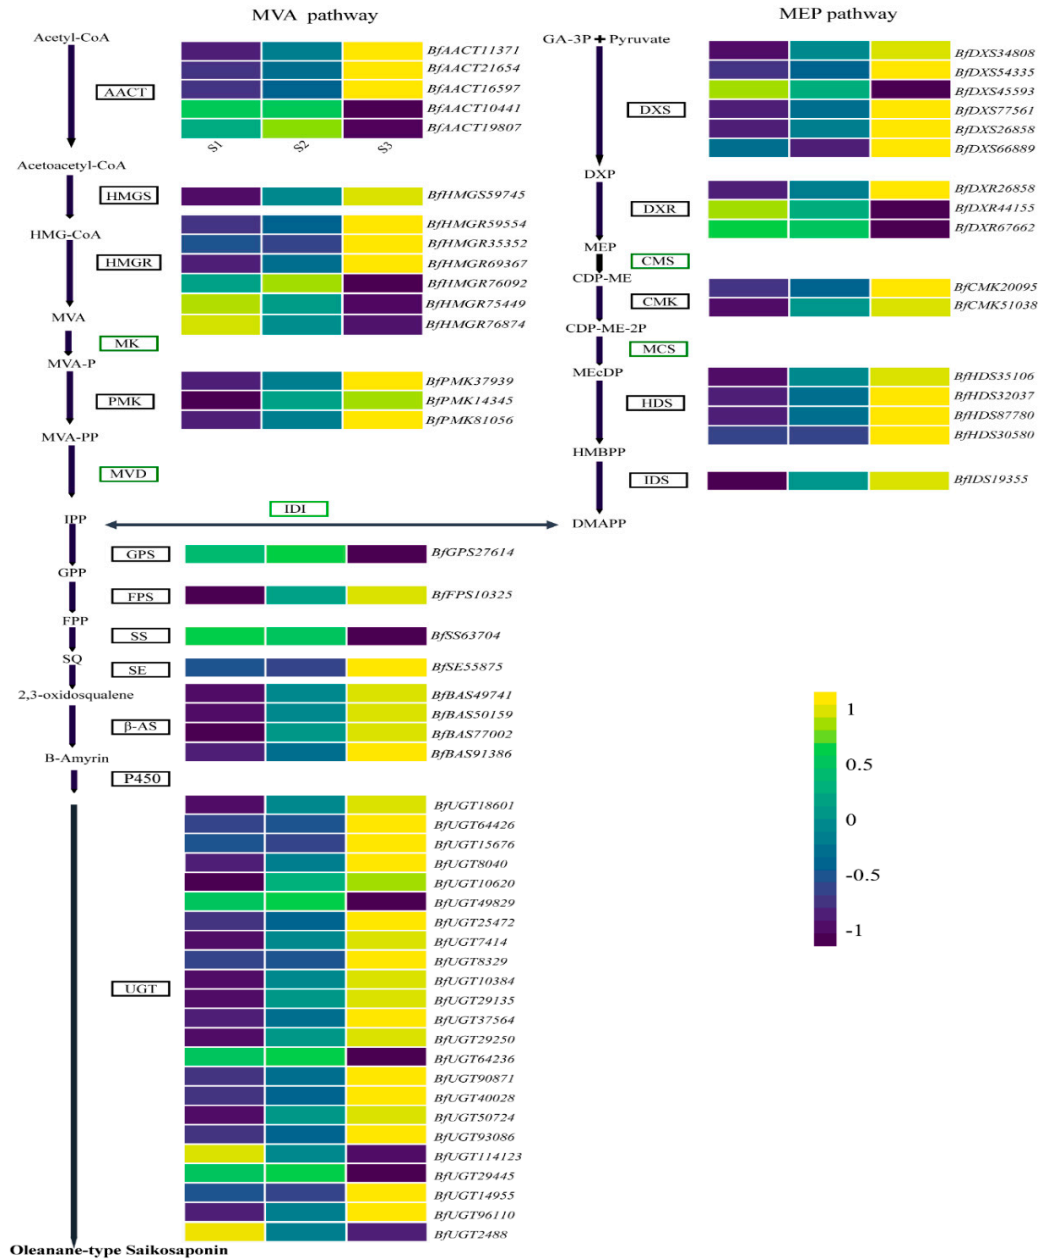 MVA pathway
Acetyl-CoA
BfAACT11371
BfAACT21654
AACT
BfAACT16597
BfAACT10441
BfAACT19807
S1
S2
S3
Acetoacetyl-CoA
HMGS
BfHMGS59745
HMG-CoA
BfHMGR59554
BfHMGR35352
HMGR
BfHMGR69367
BfHMGR76092
BfHMGR75449
BfHMGR76874
MVA
MK
MVA-P
BfPMK37939
PMK
BfPMK14345
BfPMK81056
MVA-PP
MVD
IPP
IDI
GPS
BfGPS27614
GPP
FPS
BfFPS10325
FPP
SS
BfSS63704
SQ
SE
BfSE55875
2,3-oxidosqualene
BfBAS49741
BfBAS50159
β-AS
BfBAS77002
BfBAS91386
B-Amyrin
P450
BfUGT18601
BfUGT64426
BfUGT15676
BfUGT8040
BfUGT10620
BfUGT49829
BfUGT25472
BfUGT7414
BfUGT8329
BfUGT10384
UGT
BfUGT29135
BfUGT37564
BfUGT29250
BfUGT64236
BfUGT90871
BfUGT40028
BfUGT50724
BfUGT93086
BfUGT114123
BfUGT29445
BfUGT14955
BfUGT96110
BfUGT2488
Oleanane-type Saikosaponin
MEP pathway
GA-3P + Pyruvate
BfDXS34808
BfDXS54335
BfDXS45593
DXS
BfDXS77561
BfDXS26858
BfDXS66889
DXP
BfDXR26858
DXR
BfDXR44155
BfDXR67662
MEP
CMS
CDP-ME
BfCMK20095
CMK
BfCMK51038
CDP-ME-2P
MCS
MEcDP
BfHDS35106
BfHDS32037
HDS
BfHDS87780
BfHDS30580
HMBPP
IDS
BfIDS19355
DMAPP
1
0.5
0
-0.5
-1